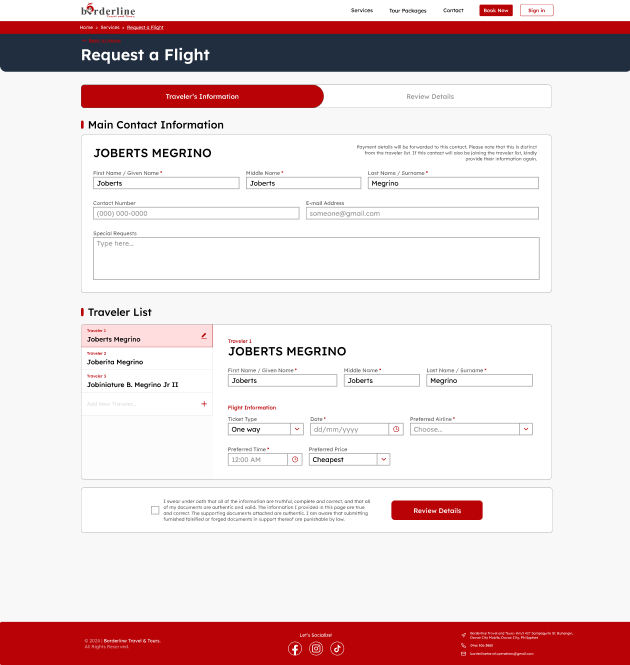 borderline
Travel and Tours
Services Tour Packages Contact Book Now Sign in
Home > Services > Request a Flight
Request a Flight
Traveler's Information Review Details
Main Contact Information
JOBERTS MEGRINO
Payment details will be forwarded to this contact. Please note that this is distinct
from the traveler list. If this contact will also be joining the traveler list, kindly
provide their information again.
First Name / Given Name * Middle Name * Last Name / Surname *
Joberts Joberts Megrino
Contact Number E-mail Address
(000) 000-0000 someone@gmail.com
Special Requests
Type here...
Traveler List
Traveler 1
Joberts Megrino
Traveler 2
Joberita Megrino
Traveler 3
Jobiniature B. Megrino Jr II
Add New Traveler...
Traveler 1
JOBERTS MEGRINO
First Name / Given Name * Middle Name * Last Name / Surname *
Joberts Joberts Megrino
Flight Information
Ticket Type Date * Preferred Airline *
One way dd/mm/yyyy Choose...
Preferred Time * Preferred Price
12:00 AM Cheapest
I swear under oath that all of the information are truthful, complete and correct, and that all
of my documents are authentic and valid. The information I provided in this page are true
and correct. The supporting documents attached are authentic. I am aware that submitting
furnished falsified or forged documents in support thereof are punishable by law.
Review Details
© 2024 | Borderline Travel & Tours.
All Rights Reserved.
Let's Socialize!